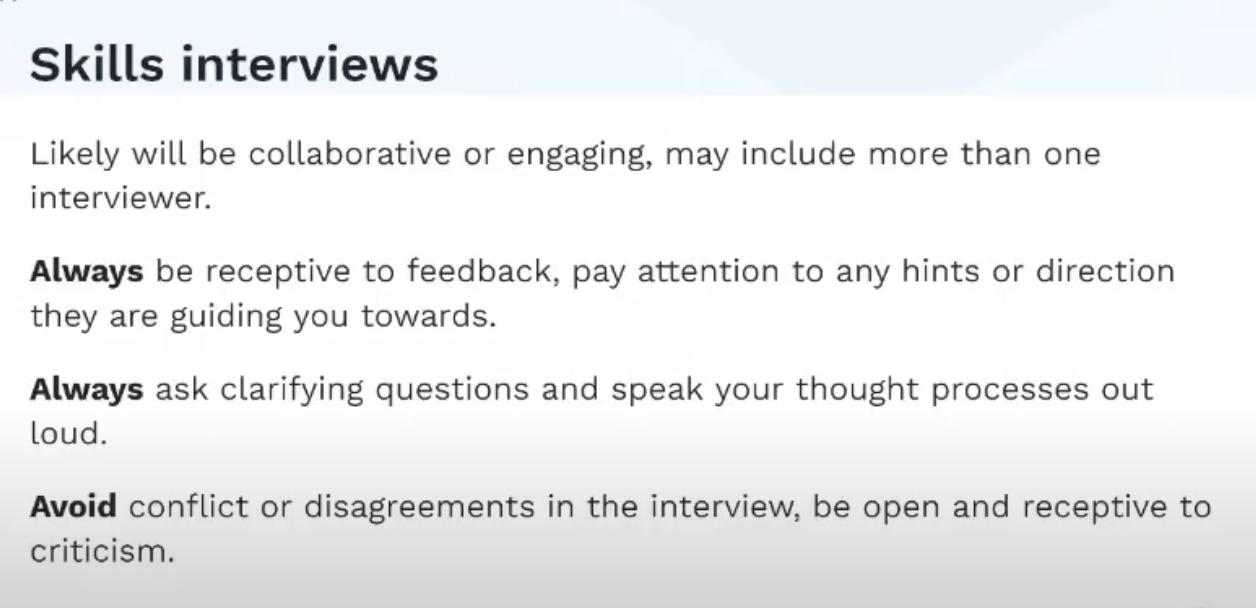 Skills interviews
Likely will be collaborative or engaging, may include more than one
interviewer.
Always be receptive to feedback, pay attention to any hints or direction
they are guiding you towards.
Always ask clarifying questions and speak your thought processes out
loud.
Avoid conflict or disagreements in the interview, be open and receptive to
criticism.